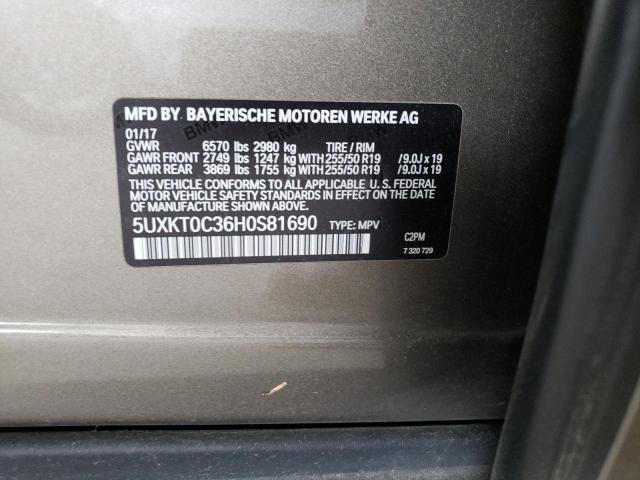 MFD BY BAYERISCHE MOTOREN WERKE AG
01/17
GVWR 6570 lbs 2980 kg TIRE / RIM
GAWR FRONT 2749 lbs 1247 kg WITH 255/50 R19 /9.0J x 19
GAWR REAR 3869 lbs 1755 kg WITH 255/50 R19 /9.0J x 19
THIS VEHICLE CONFORMS TO ALL APPLICABLE U. S. FEDERAL
MOTOR VEHICLE SAFETY STANDARDS IN EFFECT ON THE DATE
OF MANUFACTURE SHOWN ABOVE.
5UXKT0C36H0S81690 TYPE: MPV
C2PM
7 320 729